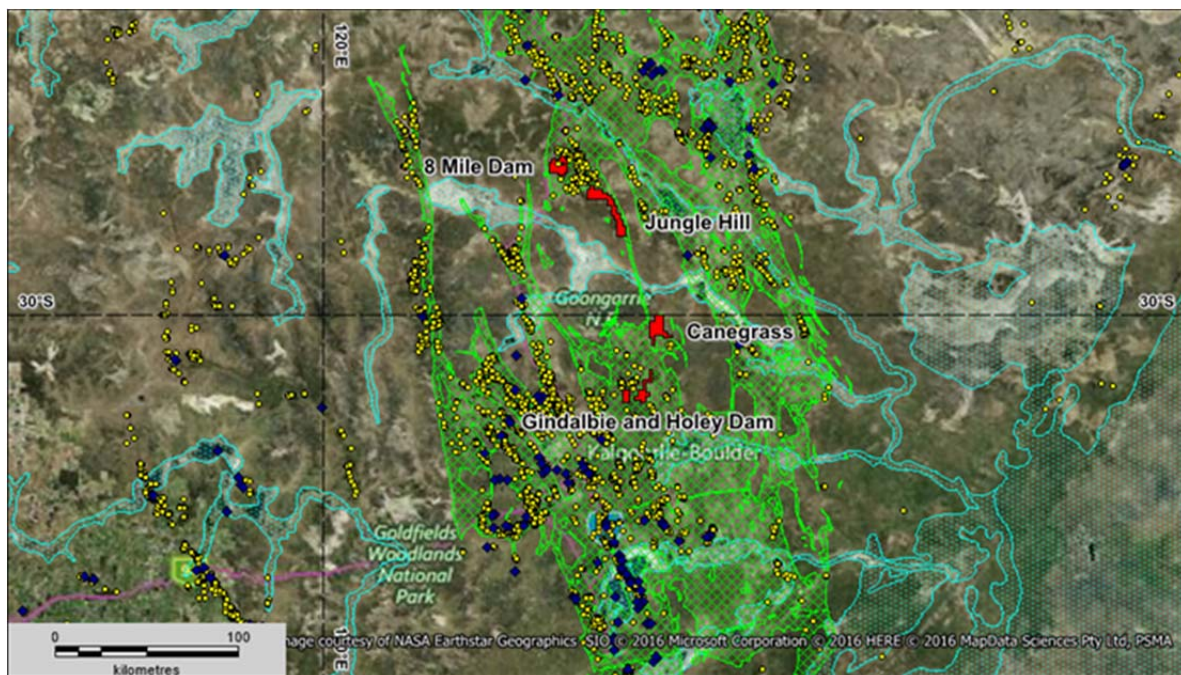 120°E
8 Mile Dam
Jungle Hill
30°S
30°S
Goongarrie
N.P.
Canegrass
Gindalbie and Holey Dam
Kalgoorlie-Boulder
Goldfields
Woodlands
National
Park
120°E
0 100
kilometres
age courtesy of NASA Earthstar Geographics SIO © 2016 Microsoft Corporation © 2016 HERE © 2016 MapData Sciences Pty Ltd, PSMA